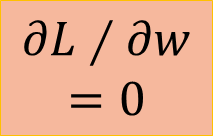 ∂L / ∂w
= 0